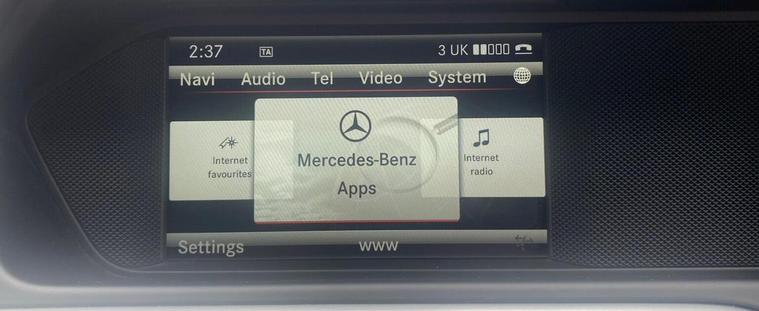 2:37 TA 3 UK
Navi Audio Tel Video System
Internet
favourites
Mercedes-Benz
Apps
Internet
radio
Settings www